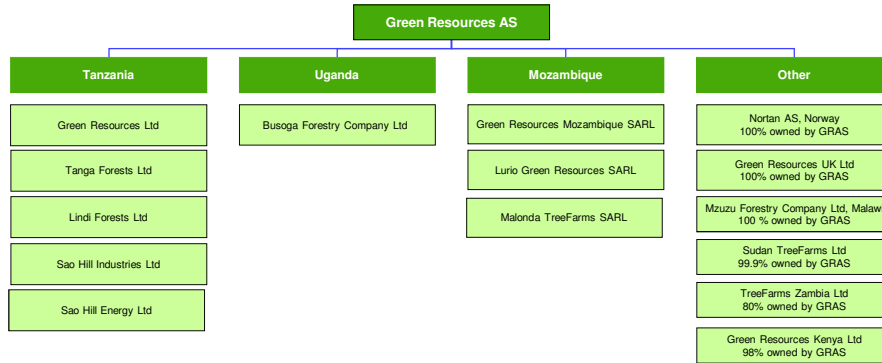 Green Resources AS
Tanzania
Green Resources Ltd
Tanga Forests Ltd
Lindi Forests Ltd
Sao Hill Industries Ltd
Sao Hill Energy Ltd
Uganda
Busoga Forestry Company Ltd
Mozambique
Green Resources Mozambique SARL
Lurio Green Resources SARL
Malonda TreeFarms SARL
Other
Nortan AS, Norway
100% owned by GRAS
Green Resources UK Ltd
100% owned by GRAS
Mzuzu Forestry Company Ltd, Malaw
100 % owned by GRAS
Sudan TreeFarms Ltd
99.9% owned by GRAS
TreeFarms Zambia Ltd
80% owned by GRAS
Green Resources Kenya Ltd
98% owned by GRAS